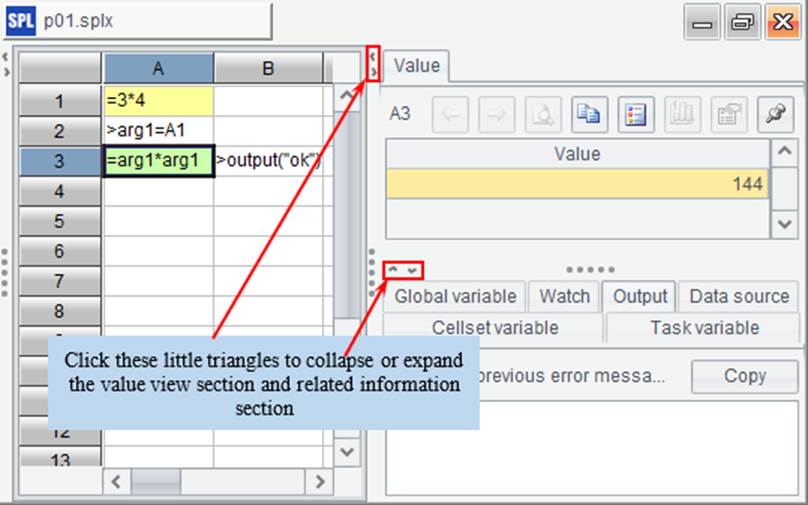 SPL p01.splx
A B
Value
1 =3*4
A3
2 >arg1=A1
Value
3 =arg1*arg1 >output("ok")
144
4
5
6
7
Global variable Watch Output Data source
8
Cellset variable Task variable
Click these little triangles to collapse or expand
the value view section and related information
section
previous error messa... Copy
12
13